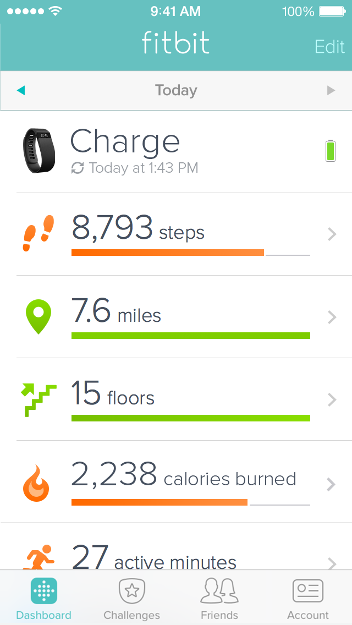 9:41 AM 100%
fitbit Edit
Today
Charge
Today at 1:43 PM
8,793 steps
7.6 miles
15 floors
2,238 calories burned
27 active minutes
Dashboard Challenges Friends Account